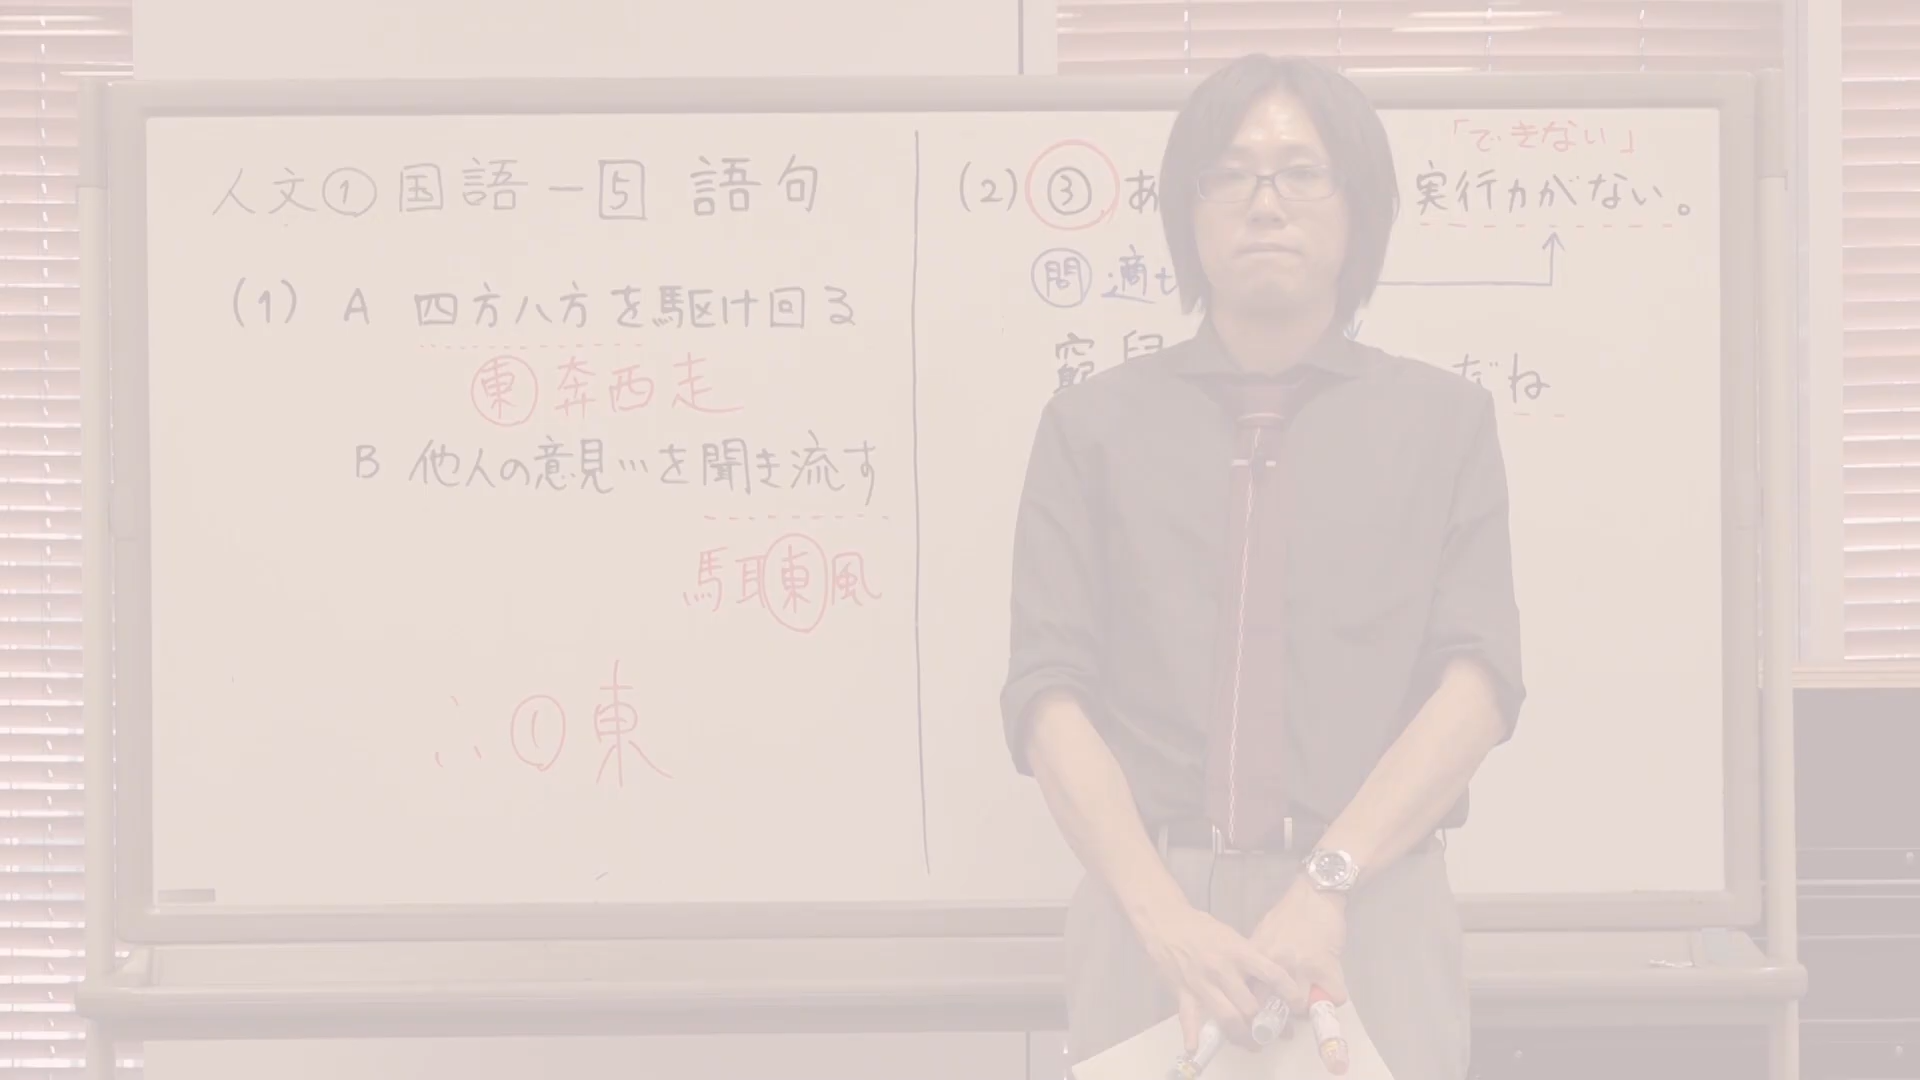 人文① 国語-5 語句
(1) A 四方八方を駆け回る
東奔西走
B 他人の意見…を聞き流す
馬耳東風
∴ ① 東
「できない」
(2) ③ あ 実行力がない。
問 適
窮 だね